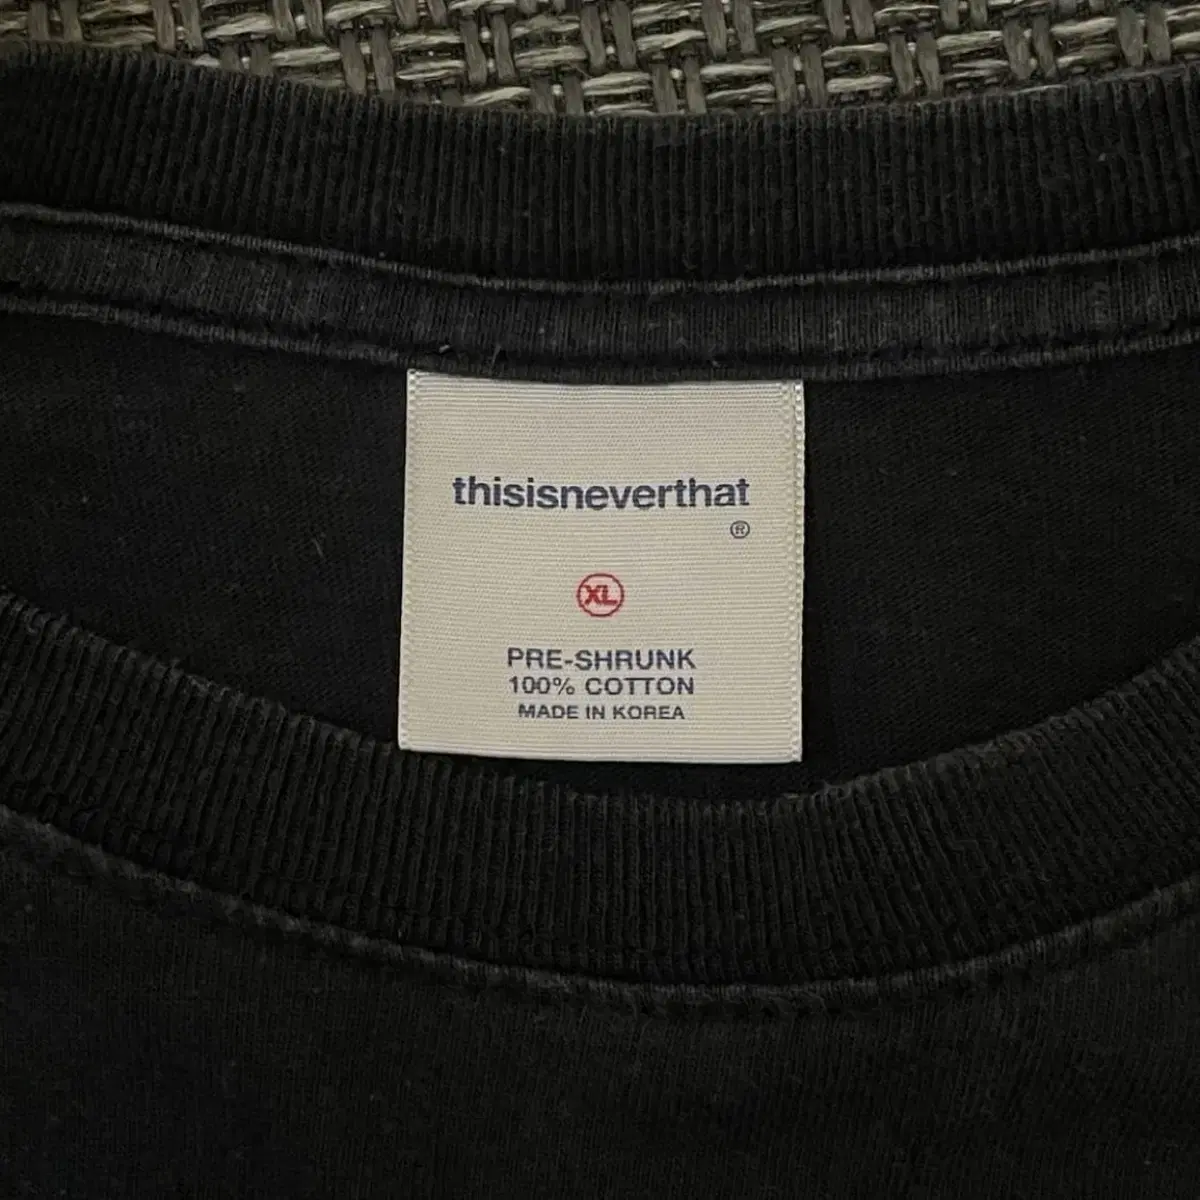 thisisneverthat
®
XL
PRE-SHRUNK
100% COTTON
MADE IN KOREA